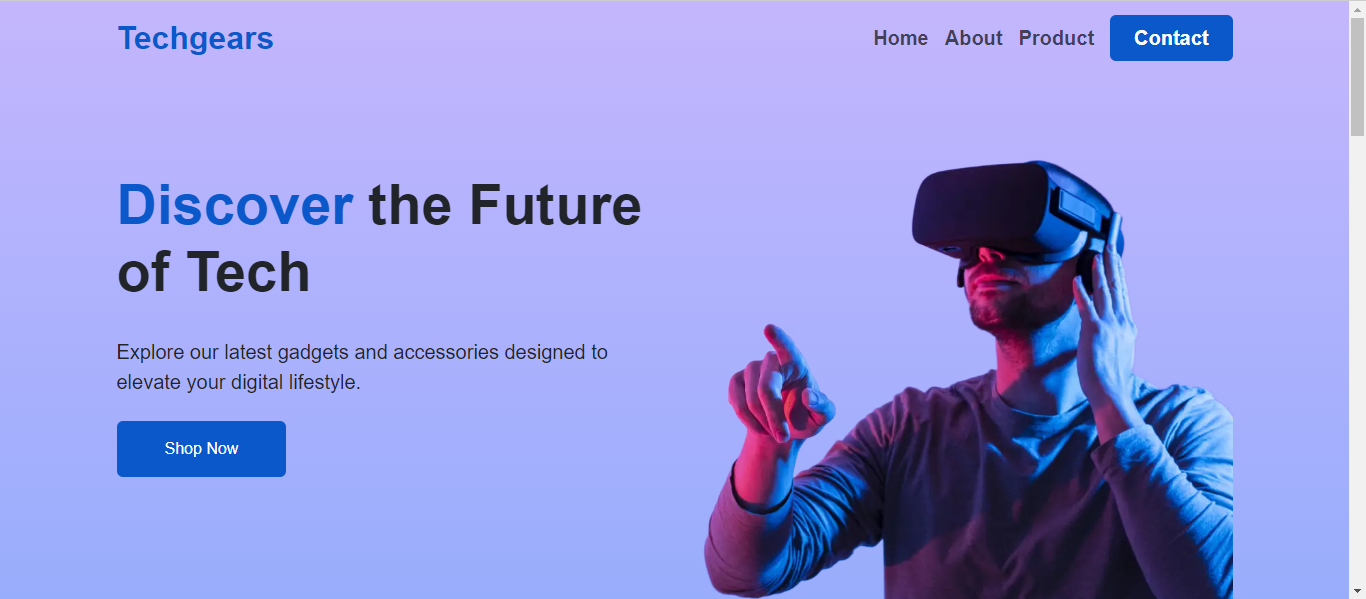 Techgears
Home About Product Contact
Discover the Future
of Tech
Explore our latest gadgets and accessories designed to
elevate your digital lifestyle.
Shop Now